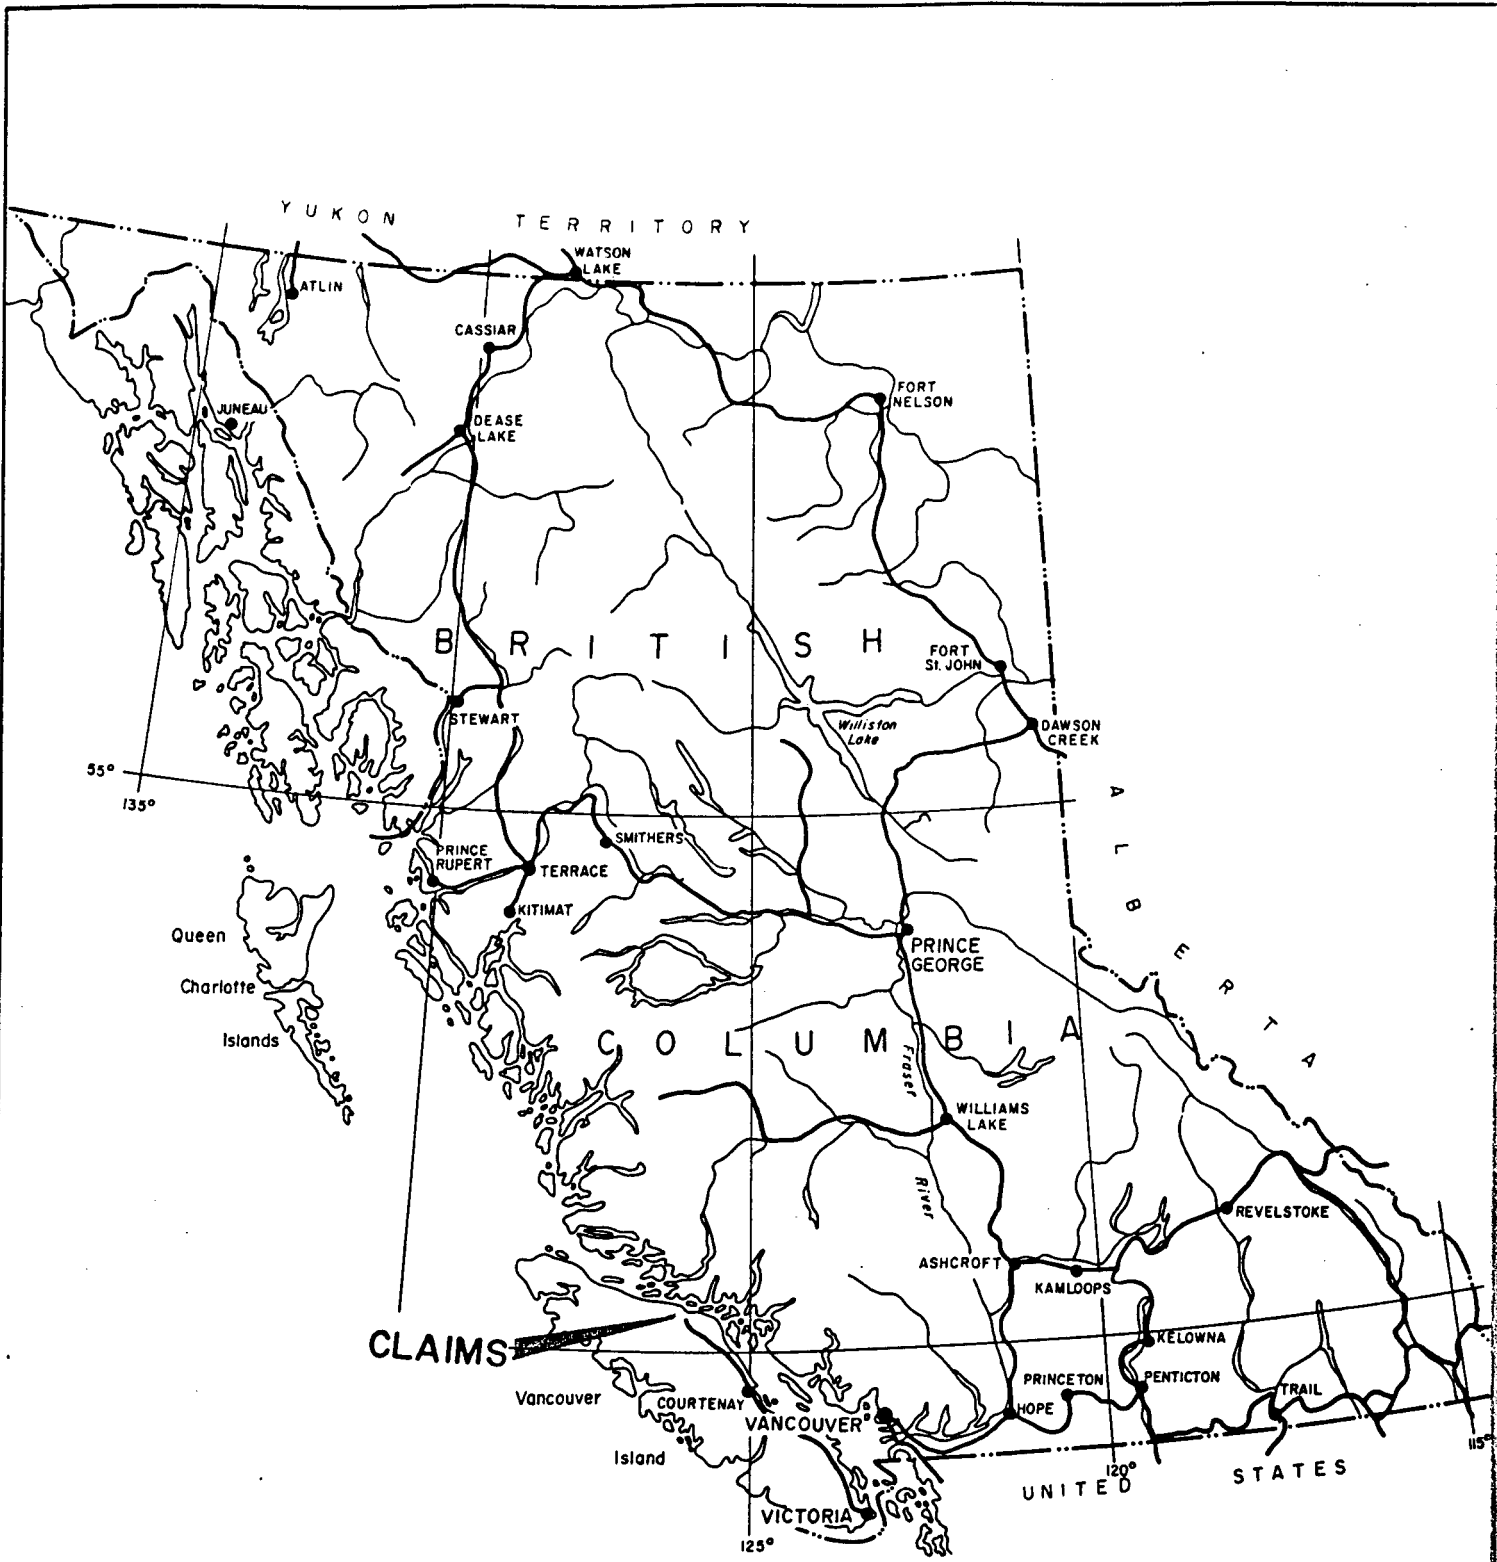 YUKON TERRITORY
WATSON
LAKE
ATLIN
CASSIAR
FORT
NELSON
JUNEAU
DEASE
LAKE
BRITISH
FORT
St. JOHN
STEWART
Williston
Lake
DAWSON
CREEK
55°
135°
ALBERTA
PRINCE
RUPERT
SMITHERS
TERRACE
KITIMAT
Queen
Charlotte
Islands
PRINCE
GEORGE
COLUMBIA
Fraser
River
WILLIAMS
LAKE
REVELSTOKE
ASHCROFT
KAMLOOPS
CLAIMS
KELOWNA
Vancouver
Island
COURTENAY
VANCOUVER
PRINCETON
PENTICTON
HOPE
TRAIL
VICTORIA
125°
120°
115°
UNITED STATES